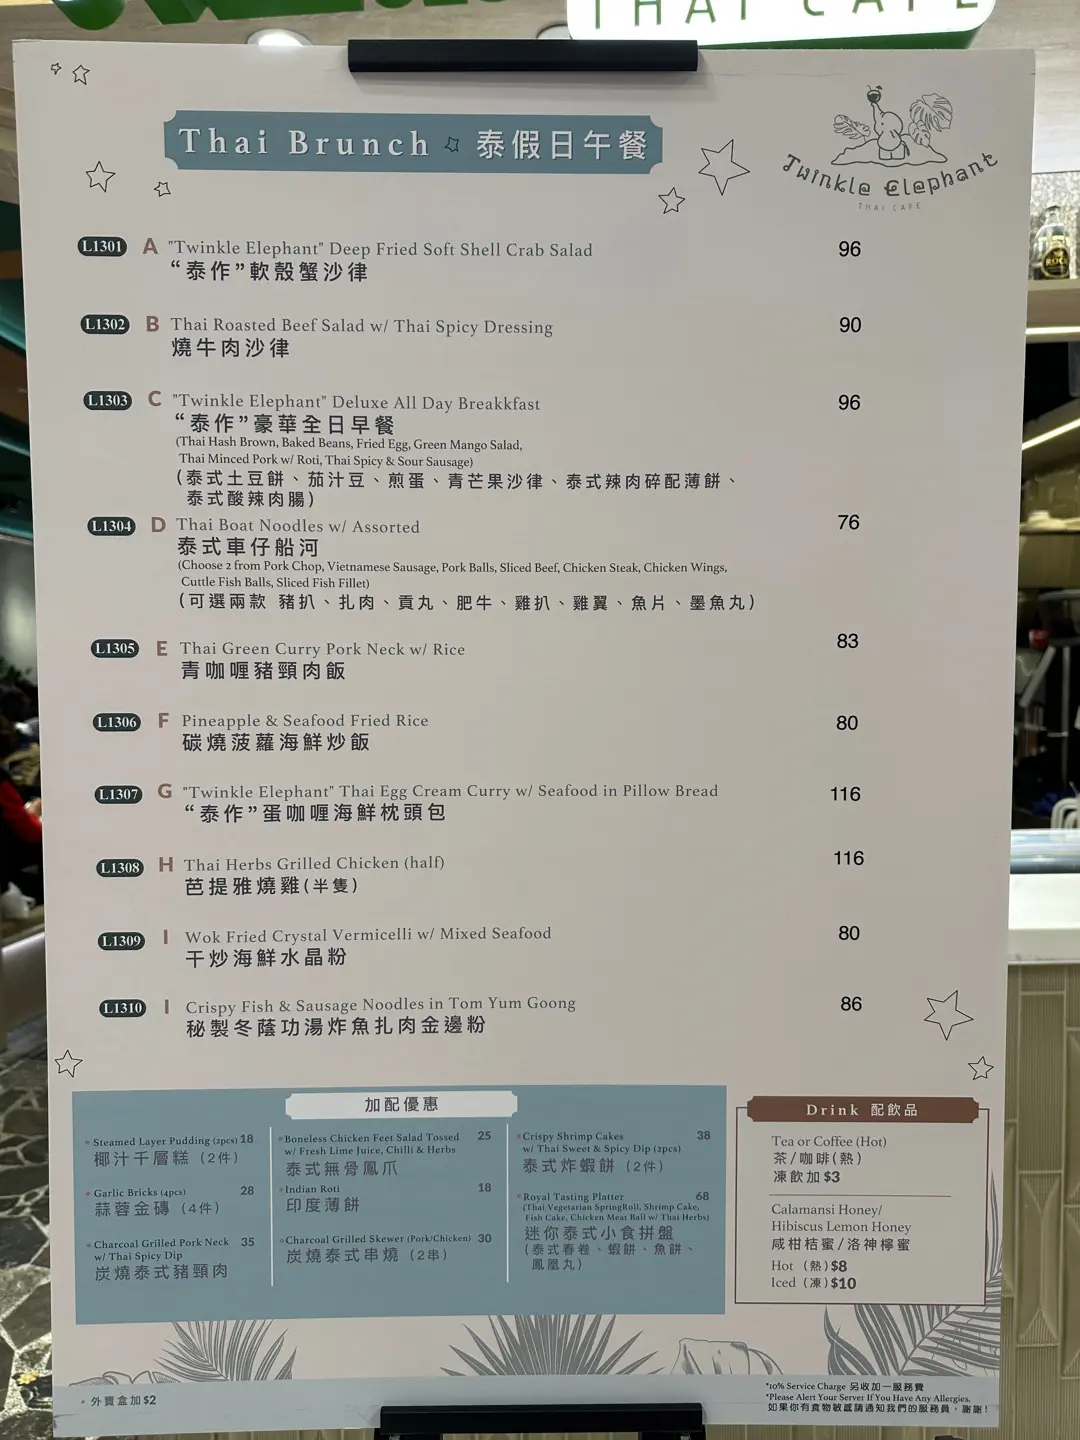 THAI CAFE
Thai Brunch 泰假日午餐
Twinkle Elephant
THAI CAFE
L1301 A "Twinkle Elephant" Deep Fried Soft Shell Crab Salad 96
“泰作”軟殼蟹沙律
L1302 B Thai Roasted Beef Salad w/ Thai Spicy Dressing 90
燒牛肉沙律
L1303 C "Twinkle Elephant" Deluxe All Day Breakkfast 96
“泰作”豪華全日早餐
(Thai Hash Brown, Baked Beans, Fried Egg, Green Mango Salad,
Thai Minced Pork w/ Roti, Thai Spicy & Sour Sausage)
(泰式土豆餅、茄汁豆、煎蛋、青芒果沙律、泰式辣肉碎配薄餅、
泰式酸辣肉腸)
L1304 D Thai Boat Noodles w/ Assorted 76
泰式車仔船河
(Choose 2 from Pork Chop, Vietnamese Sausage, Pork Balls, Sliced Beef, Chicken Steak, Chicken Wings,
Cuttle Fish Balls, Sliced Fish Fillet)
(可選兩款 豬扒、扎肉、貢丸、肥牛、雞扒、雞翼、魚片、墨魚丸)
L1305 E Thai Green Curry Pork Neck w/ Rice 83
青咖喱豬頸肉飯
L1306 F Pineapple & Seafood Fried Rice 80
碳燒菠蘿海鮮炒飯
L1307 G "Twinkle Elephant" Thai Egg Cream Curry w/ Seafood in Pillow Bread 116
“泰作”蛋咖喱海鮮枕頭包
L1308 H Thai Herbs Grilled Chicken (half) 116
芭提雅燒雞(半隻)
L1309 I Wok Fried Crystal Vermicelli w/ Mixed Seafood 80
干炒海鮮水晶粉
L1310 I Crispy Fish & Sausage Noodles in Tom Yum Goong 86
秘製冬蔭功湯炸魚扎肉金邊粉
加配優惠
*Steamed Layer Pudding (2pcs) 18
椰汁千層糕 (2件)
*Garlic Bricks (4pcs) 28
蒜蓉金磚 (4件)
*Charcoal Grilled Pork Neck 35
w/ Thai Spicy Dip
炭燒泰式豬頸肉
*Boneless Chicken Feet Salad Tossed 25
w/ Fresh Lime Juice, Chilli & Herbs
泰式無骨鳳爪
*Indian Roti 18
印度薄餅
*Charcoal Grilled Skewer (Pork/Chicken) 30
炭燒泰式串燒 (2串)
*Crispy Shrimp Cakes 38
w/ Thai Sweet & Spicy Dip (2pcs)
泰式炸蝦餅 (2件)
*Royal Tasting Platter 68
(Thai Vegetarian SpringRoll, Shrimp Cake,
Fish Cake, Chicken Meat Ball w/ Thai Herbs)
迷你泰式小食拼盤
(泰式春卷、蝦餅、魚餅、
鳳凰丸)
Drink 配飲品
Tea or Coffee (Hot)
茶/咖啡(熱)
凍飲加$3
Calamansi Honey/
Hibiscus Lemon Honey
咸柑桔蜜/洛神檸蜜
Hot (熱)$8
Iced (凍)$10
*外賣盒加$2
*10% Service Charge 另收加一服務費
*Please Alert Your Server If You Have Any Allergies.
如果你有食物敏感請通知我們的服務員，謝謝！